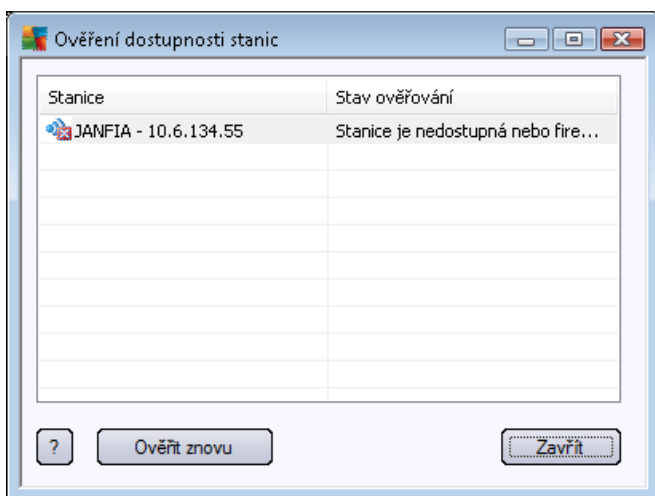 Ověření dostupnosti stanic
Stanice Stav ověřování
JANFIA - 10.6.134.55 Stanice je nedostupná nebo fire...
? Ověřit znovu Zavřít